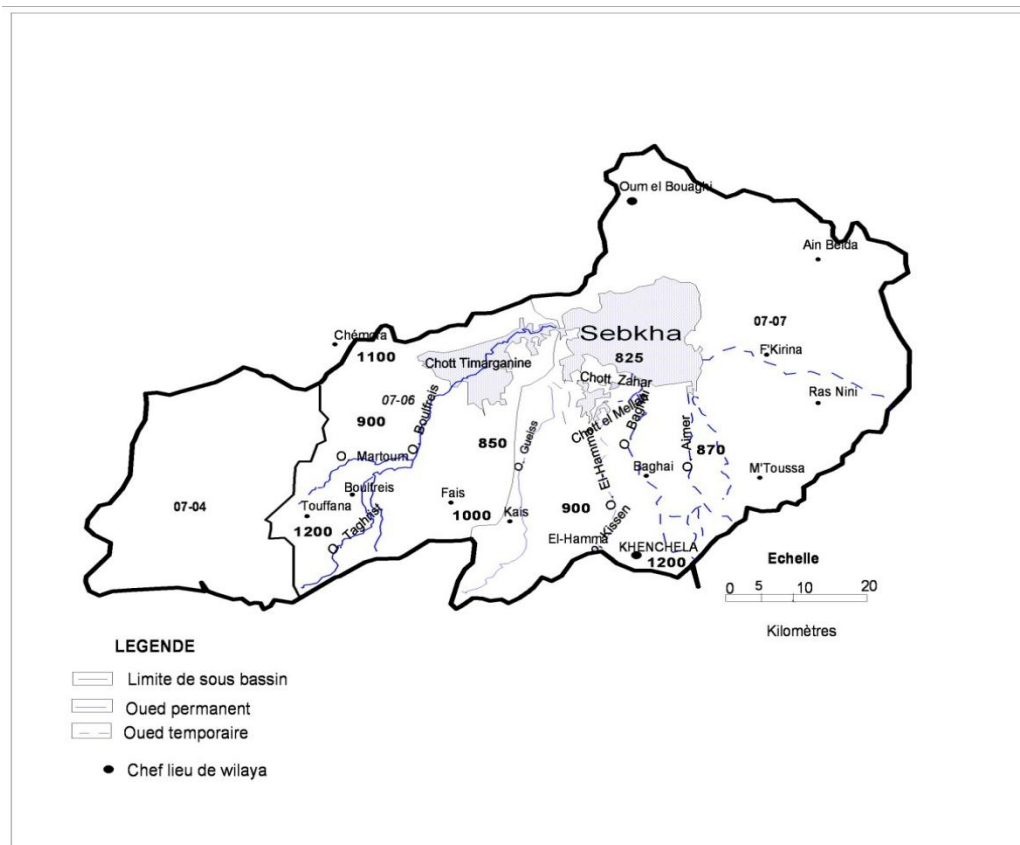 Oum el Bouaghi
Ain Beida
Sebkha
07-07
Chémora
1100
F'Kirina
825
Chott Timarganine
Chott Zahar
07-06
Ras Nini
900
Chott el Mellah
O. Boulfreis
O. Baghai
850
O. Gueiss
O. El-Hamma
O. Aimer
870
O. Martoum
Baghai
M'Toussa
Boulfreis
Fais
07-04
Touffana
1000
Kais
900
1200
O. Taghrist
El-Hamma
O. Kissen
KHENCHELA
1200
Echelle
0 5 10 20
Kilomètres
LEGENDE
Limite de sous bassin
Oued permanent
Oued temporaire
Chef lieu de wilaya